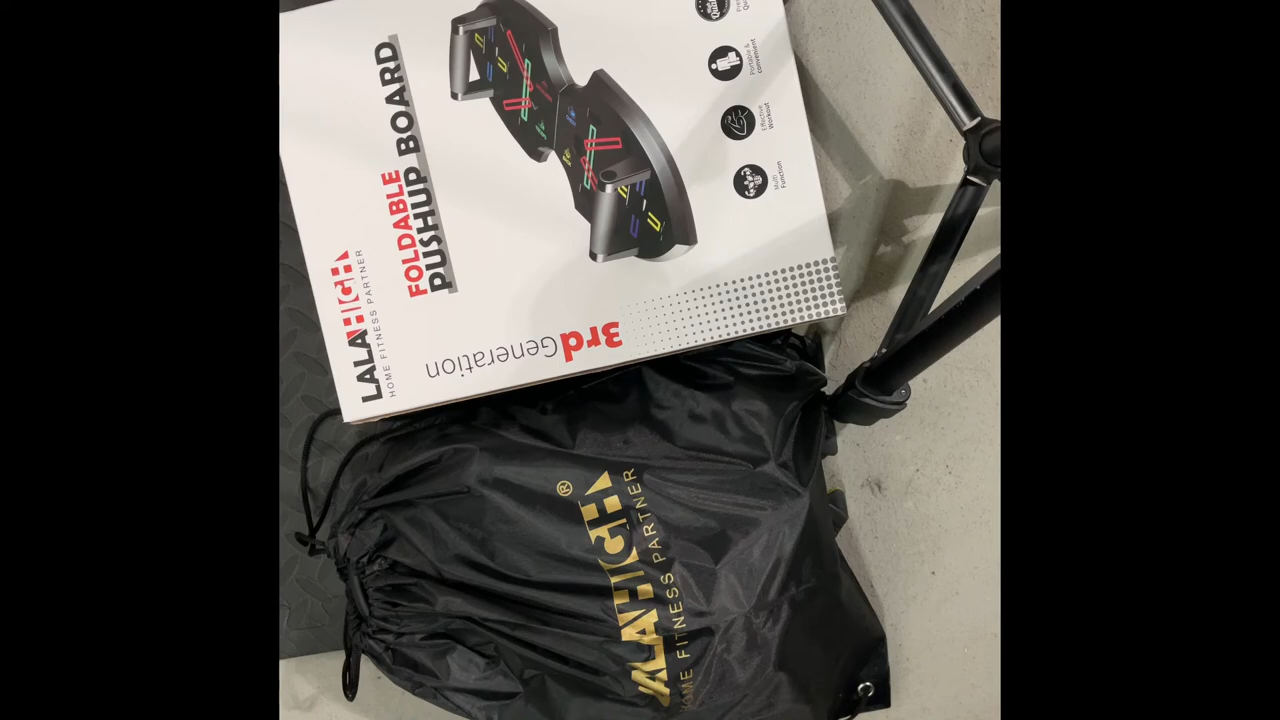 LALAHIGH
HOME FITNESS PARTNER
FOLDABLE
PUSHUP BOARD
3rd Generation
Portable &
convenient
Effective
Workout
Multi
Function
LALAHIGH®
HOME FITNESS PARTNER